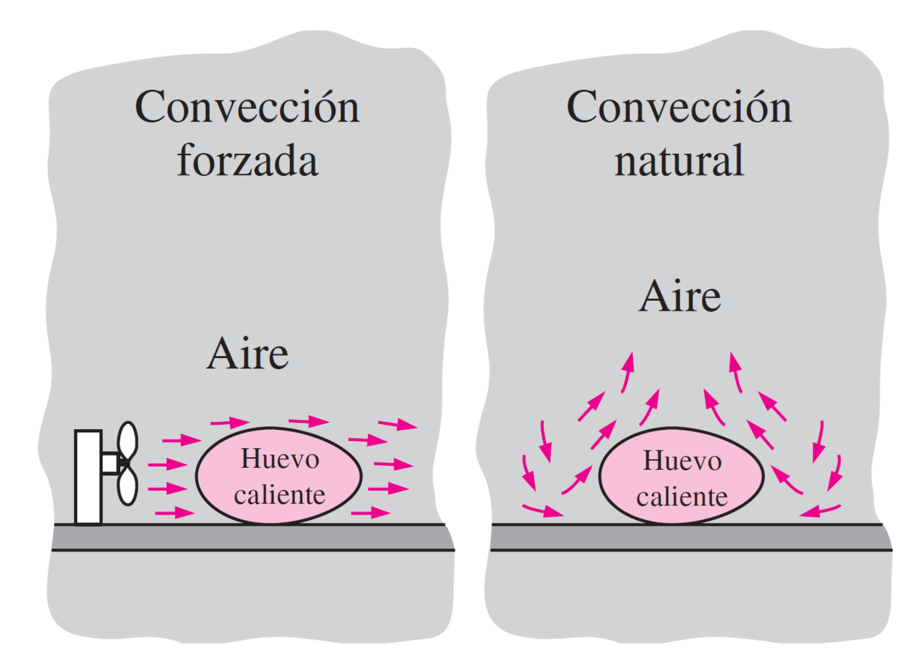 Convección
forzada
Aire
Huevo
caliente
Convección
natural
Aire
Huevo
caliente